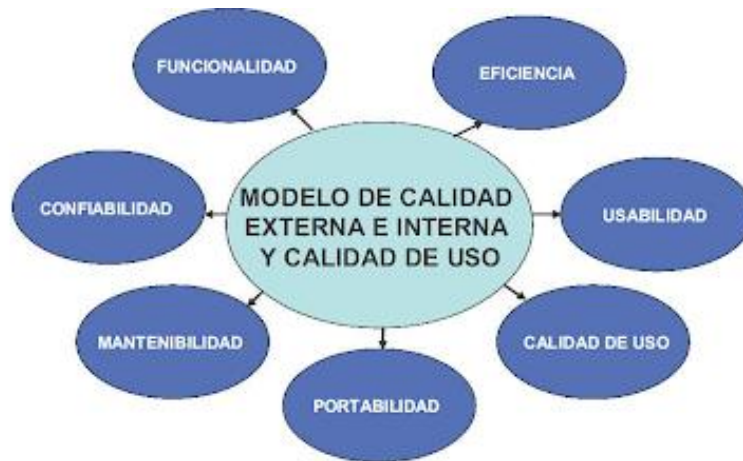 FUNCIONALIDAD
EFICIENCIA
CONFIABILIDAD
MODELO DE CALIDAD
EXTERNA E INTERNA
Y CALIDAD DE USO
USABILIDAD
MANTENIBILIDAD
CALIDAD DE USO
PORTABILIDAD